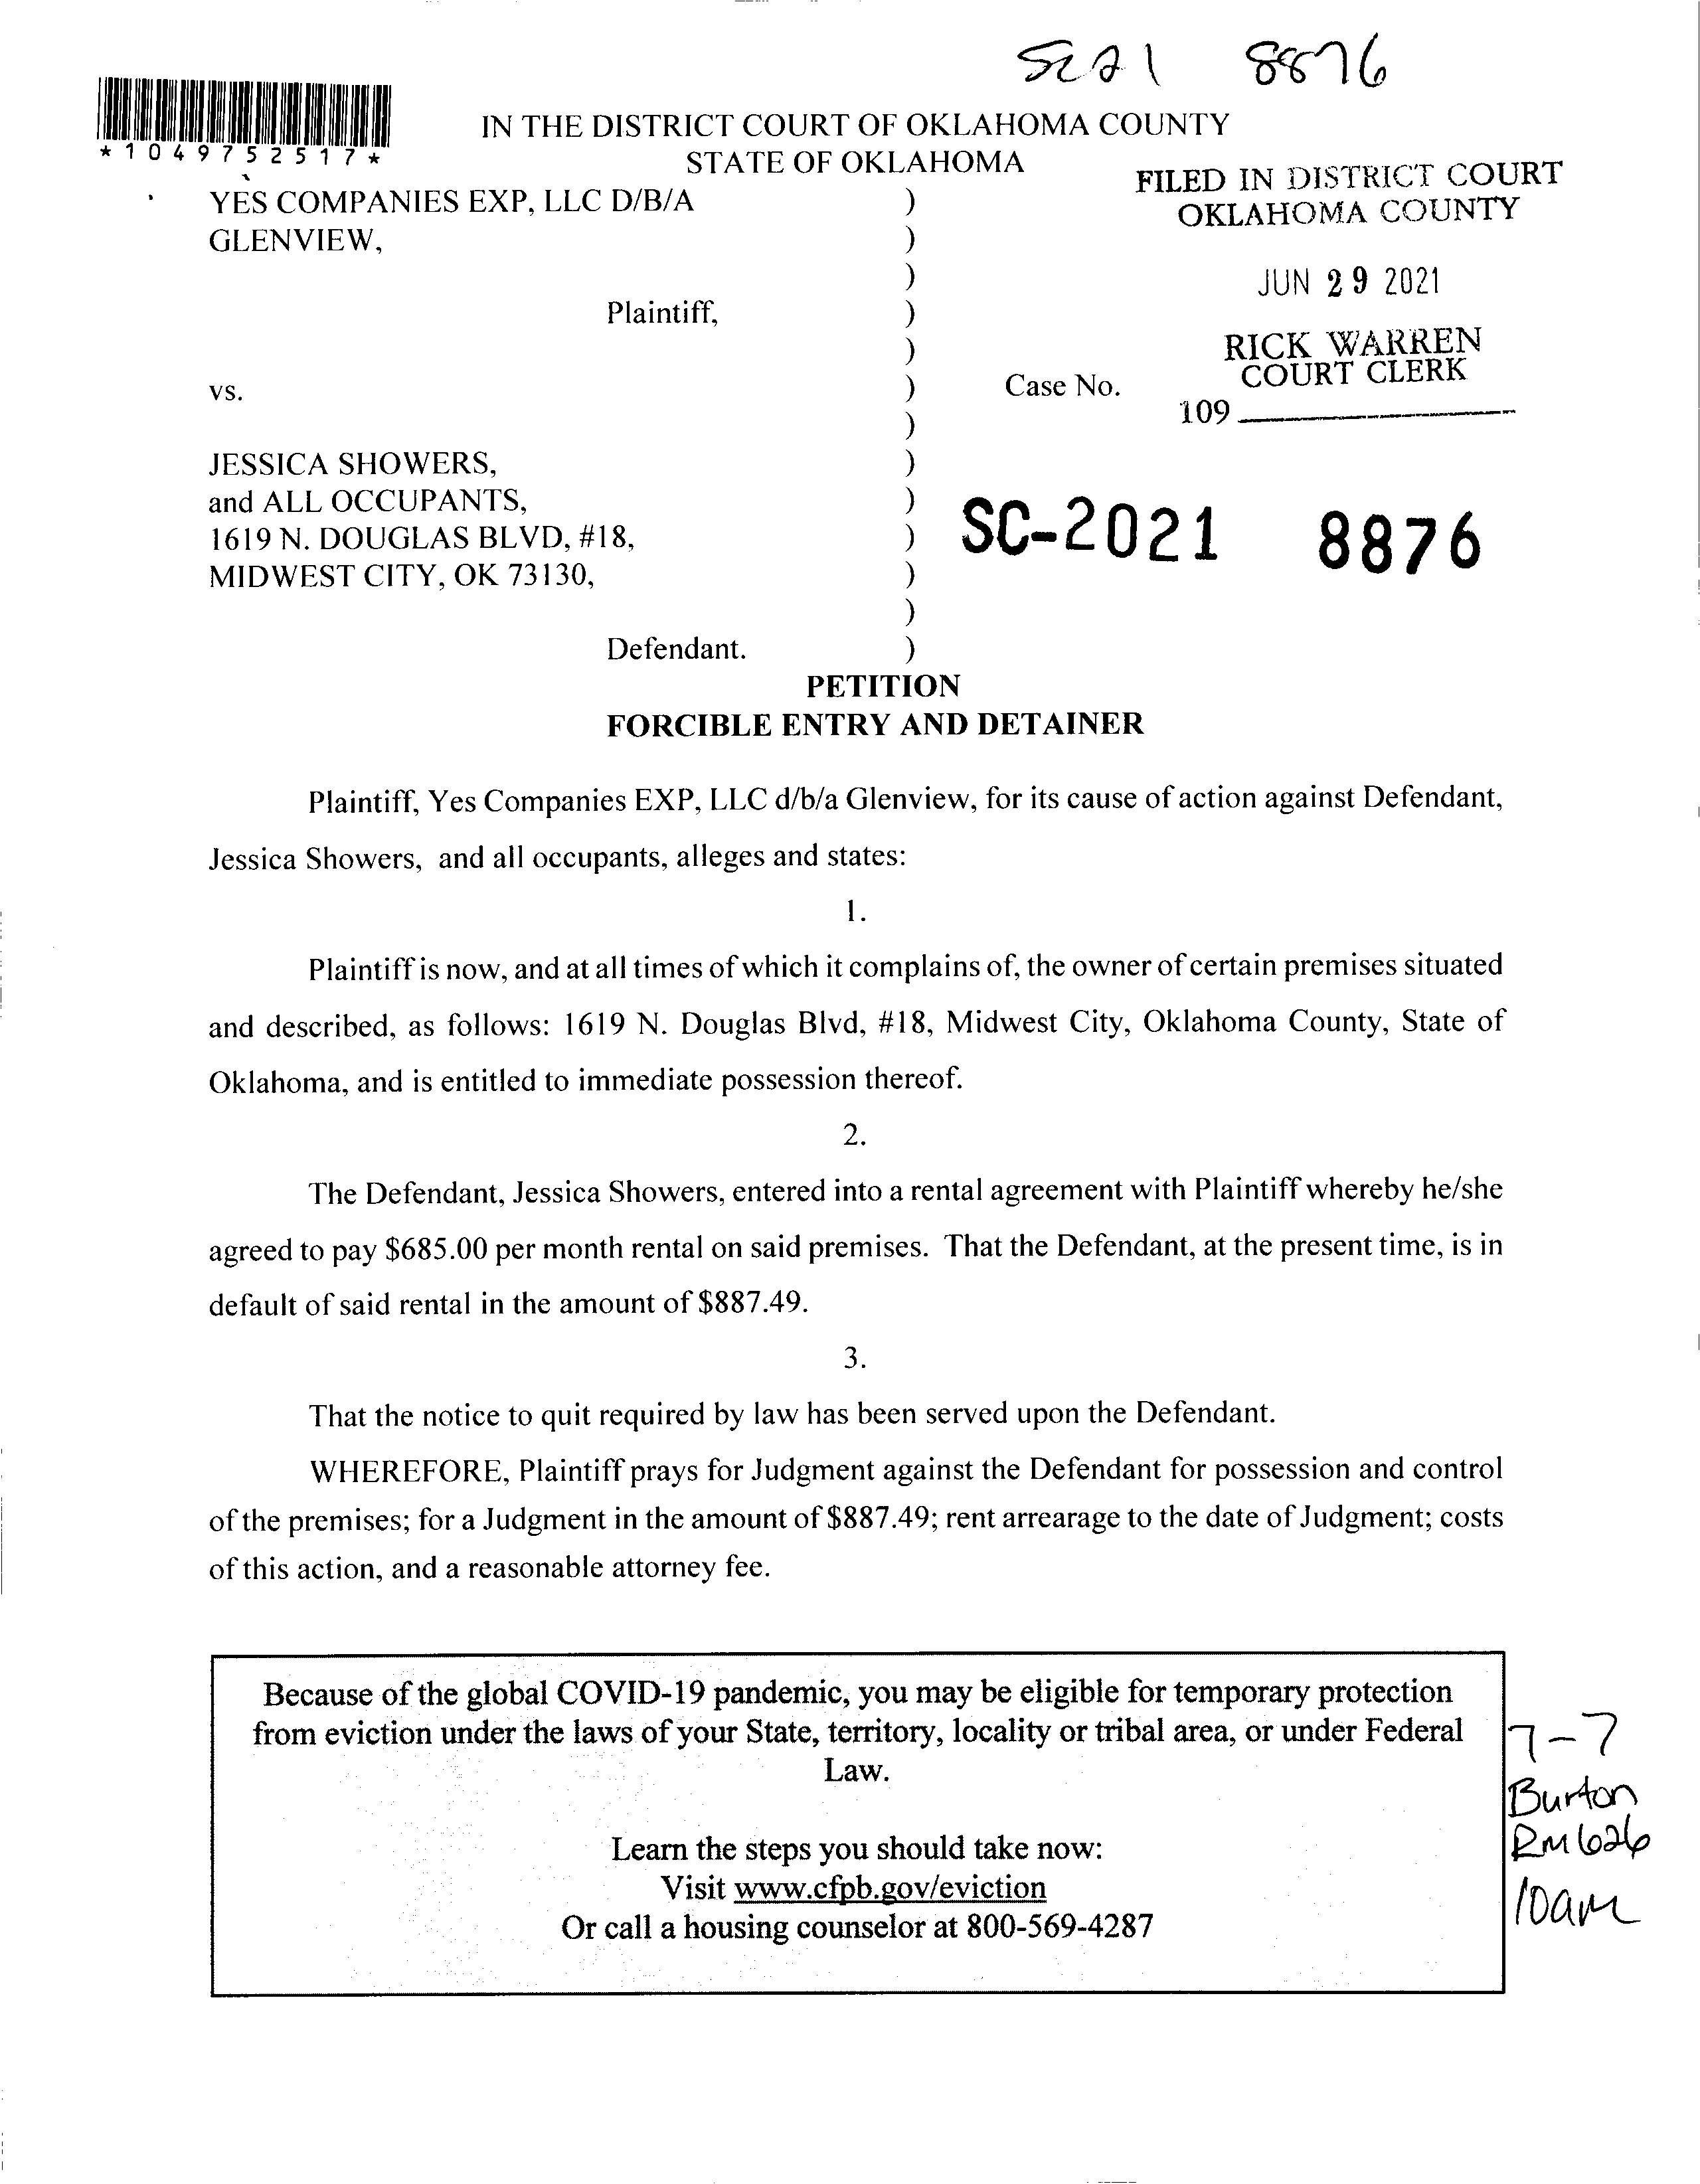 SC21 8876
*1049752517*
IN THE DISTRICT COURT OF OKLAHOMA COUNTY
STATE OF OKLAHOMA
FILED IN DISTRICT COURT
OKLAHOMA COUNTY
JUN 29 2021
RICK WARREN
COURT CLERK
109
YES COMPANIES EXP, LLC D/B/A )
GLENVIEW, )
)
Plaintiff, )
)
vs. ) Case No.
)
JESSICA SHOWERS, )
and ALL OCCUPANTS, )
1619 N. DOUGLAS BLVD, #18, ) SC-2021 8876
MIDWEST CITY, OK 73130, )
)
Defendant. )
PETITION
FORCIBLE ENTRY AND DETAINER
Plaintiff, Yes Companies EXP, LLC d/b/a Glenview, for its cause of action against Defendant,
Jessica Showers, and all occupants, alleges and states:
1.
Plaintiff is now, and at all times of which it complains of, the owner of certain premises situated
and described, as follows: 1619 N. Douglas Blvd, #18, Midwest City, Oklahoma County, State of
Oklahoma, and is entitled to immediate possession thereof.
2.
The Defendant, Jessica Showers, entered into a rental agreement with Plaintiff whereby he/she
agreed to pay $685.00 per month rental on said premises. That the Defendant, at the present time, is in
default of said rental in the amount of $887.49.
3.
That the notice to quit required by law has been served upon the Defendant.
WHEREFORE, Plaintiff prays for Judgment against the Defendant for possession and control
of the premises; for a Judgment in the amount of $887.49; rent arrearage to the date of Judgment; costs
of this action, and a reasonable attorney fee.
Because of the global COVID-19 pandemic, you may be eligible for temporary protection
from eviction under the laws of your State, territory, locality or tribal area, or under Federal
Law.
Learn the steps you should take now:
Visit www.cfpb.gov/eviction
Or call a housing counselor at 800-569-4287
7-7
Burton
RM 626
10am